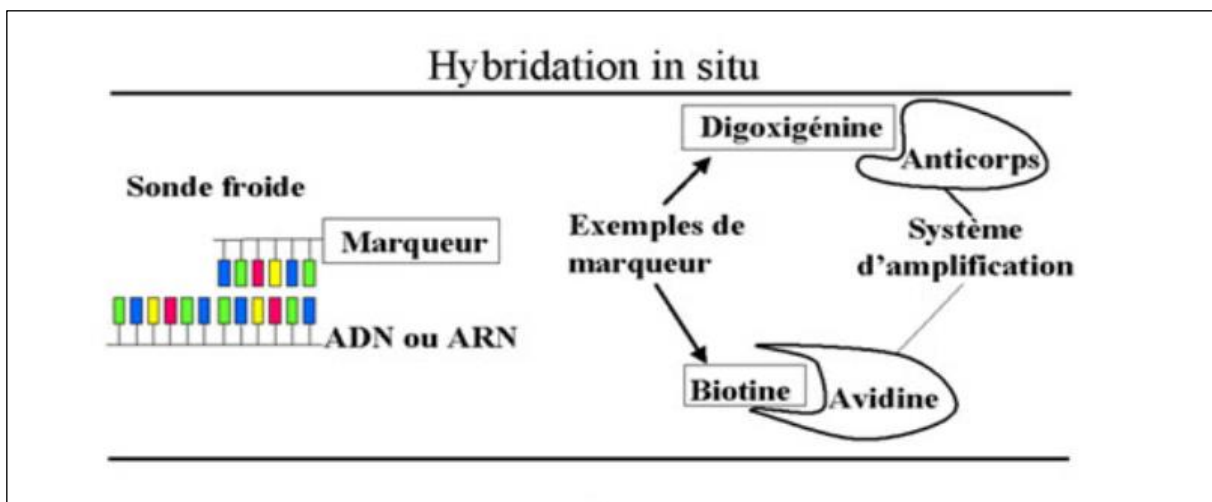 Hybridation in situ
Sonde froide
Marqueur
ADN ou ARN
Exemples de
marqueur
Digoxigénine
Anticorps
Système
d'amplification
Biotine
Avidine